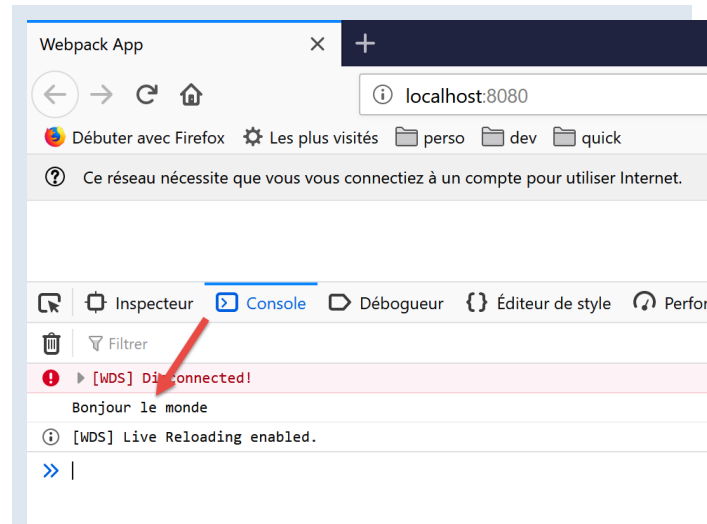 Webpack App
localhost:8080
Débuter avec Firefox Les plus visités perso dev quick
Ce réseau nécessite que vous vous connectiez à un compte pour utiliser Internet.
Inspecteur Console Débogueur Éditeur de style Perfor
Filtrer
[WDS] Disconnected!
Bonjour le monde
[WDS] Live Reloading enabled.